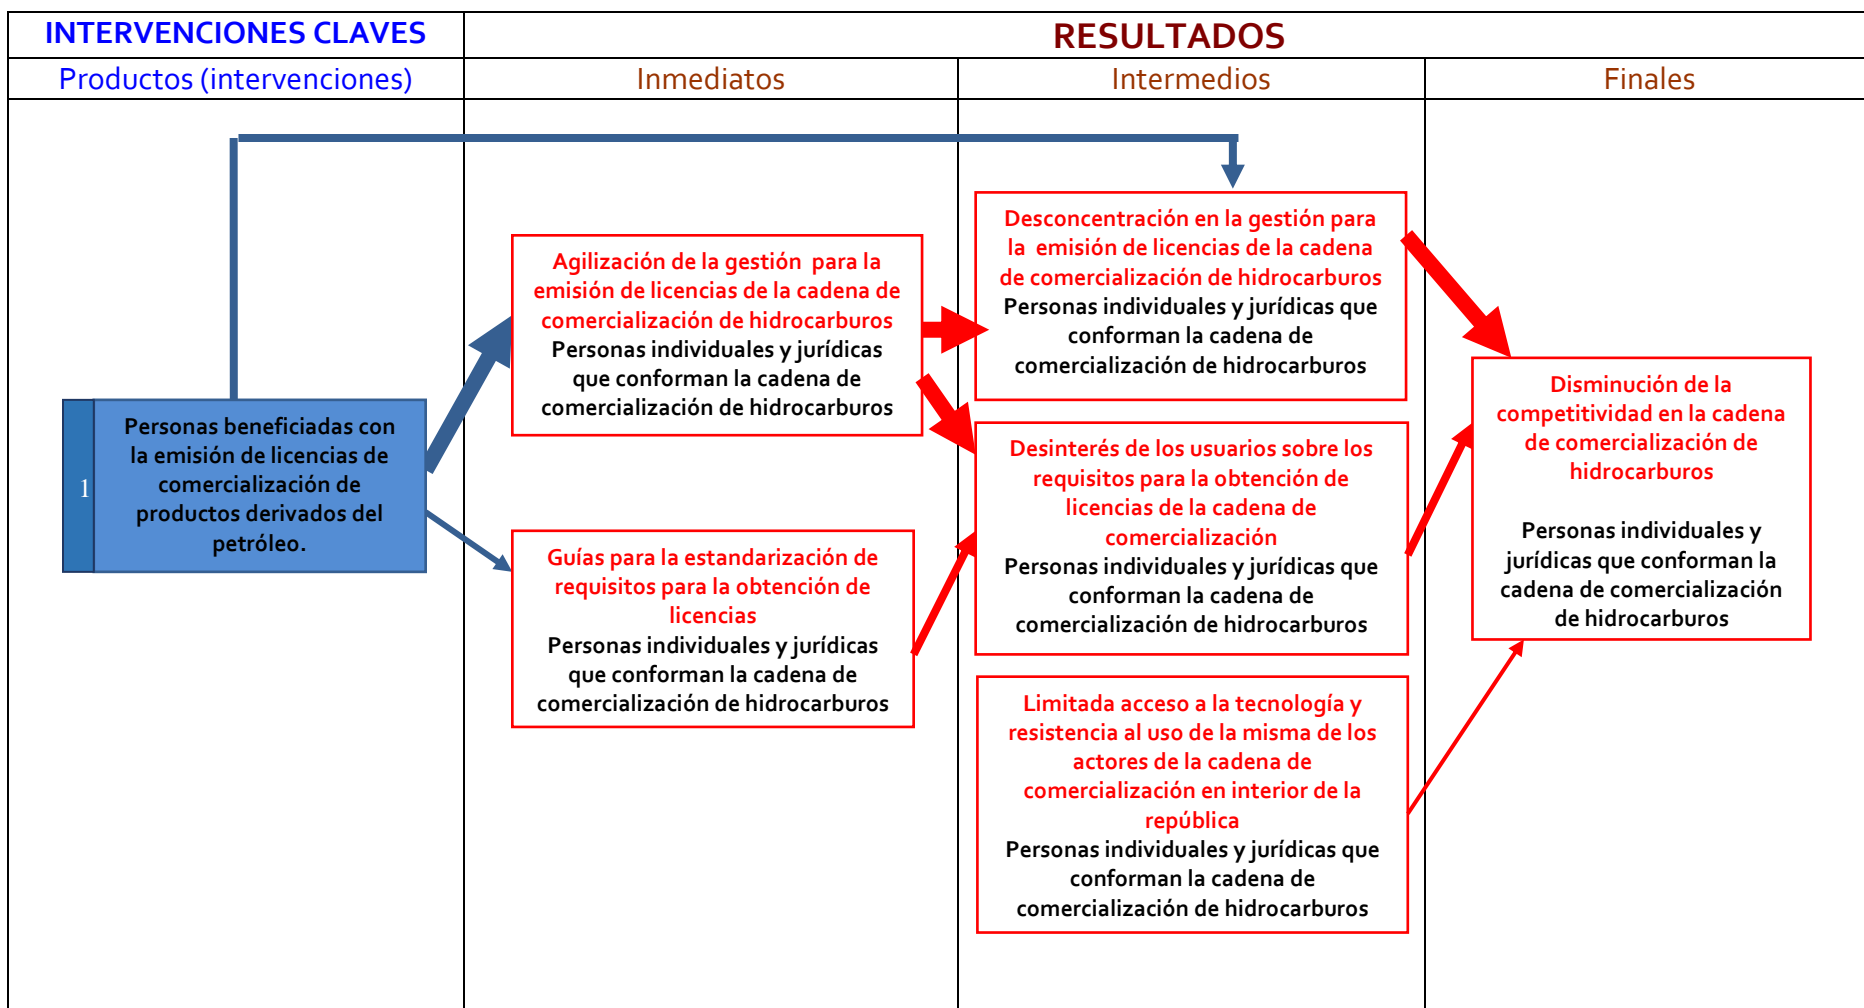 INTERVENCIONES CLAVES
RESULTADOS
Productos (intervenciones)
Inmediatos
Intermedios
Finales
1
Personas beneficiadas con
la emisión de licencias de
comercialización de
productos derivados del
petróleo.
Agilización de la gestión  para la
emisión de licencias de la cadena de
comercialización de hidrocarburos
Personas individuales y jurídicas
que conforman la cadena de
comercialización de hidrocarburos
Guías para la estandarización de
requisitos para la obtención de
licencias
Personas individuales y jurídicas
que conforman la cadena de
comercialización de hidrocarburos
Desconcentración en la gestión para
la  emisión de licencias de la cadena
de comercialización de hidrocarburos
Personas individuales y jurídicas que
conforman la cadena de
comercialización de hidrocarburos
Desinterés de los usuarios sobre los
requisitos para la obtención de
licencias de la cadena de
comercialización
Personas individuales y jurídicas que
conforman la cadena de
comercialización de hidrocarburos
Limitada acceso a la tecnología y
resistencia al uso de la misma de los
actores de la cadena de
comercialización en interior de la
república
Personas individuales y jurídicas que
conforman la cadena de
comercialización de hidrocarburos
Disminución de la
competitividad en la cadena
de comercialización de
hidrocarburos
Personas individuales y
jurídicas que conforman la
cadena de comercialización
de hidrocarburos